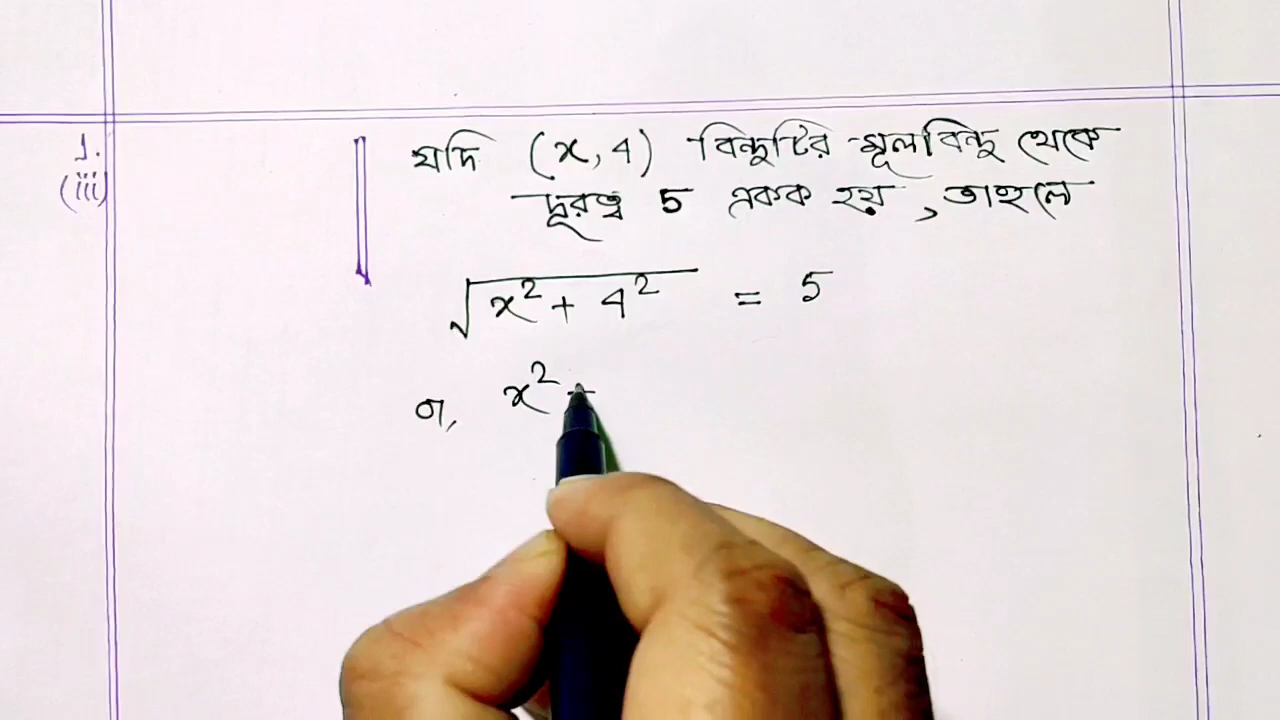 1.
(iii)
যদি (x, 4) বিন্দুটির মূলবিন্দু থেকে
দূরত্ব 5 একক হয় , তাহলে
√x² + 4² = 5
বা, x² +